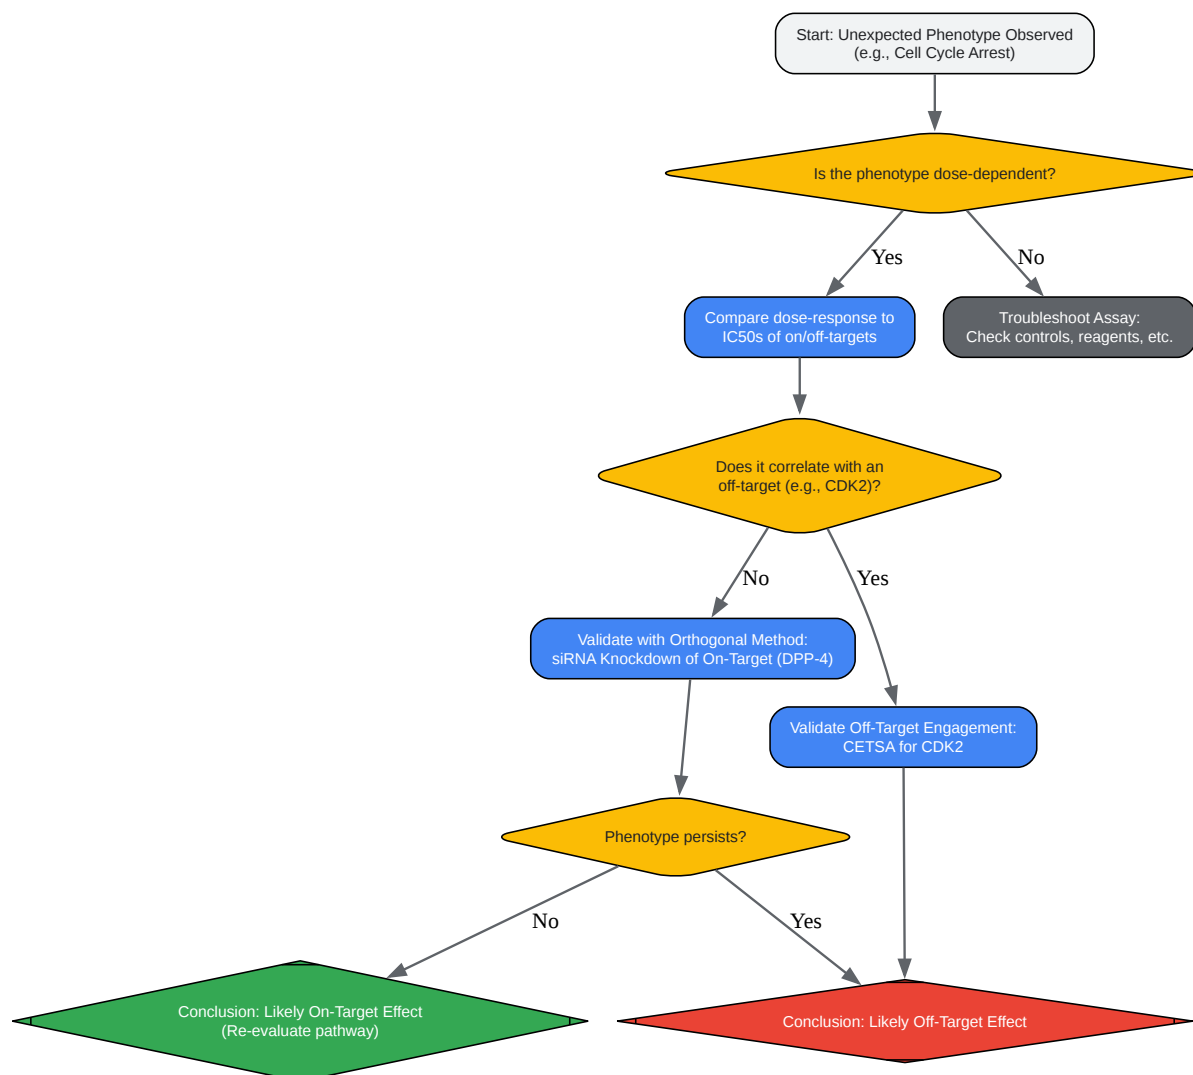 Start: Unexpected Phenotype Observed
(e.g., Cell Cycle Arrest)
Is the phenotype dose-dependent?
Yes
No
Compare dose-response to
IC50s of on/off-targets
Troubleshoot Assay:
Check controls, reagents, etc.
Does it correlate with an
off-target (e.g., CDK2)?
No
Yes
Validate with Orthogonal Method:
siRNA Knockdown of On-Target (DPP-4)
Validate Off-Target Engagement:
CETSA for CDK2
Phenotype persists?
No
Yes
Conclusion: Likely On-Target Effect
(Re-evaluate pathway)
Conclusion: Likely Off-Target Effect